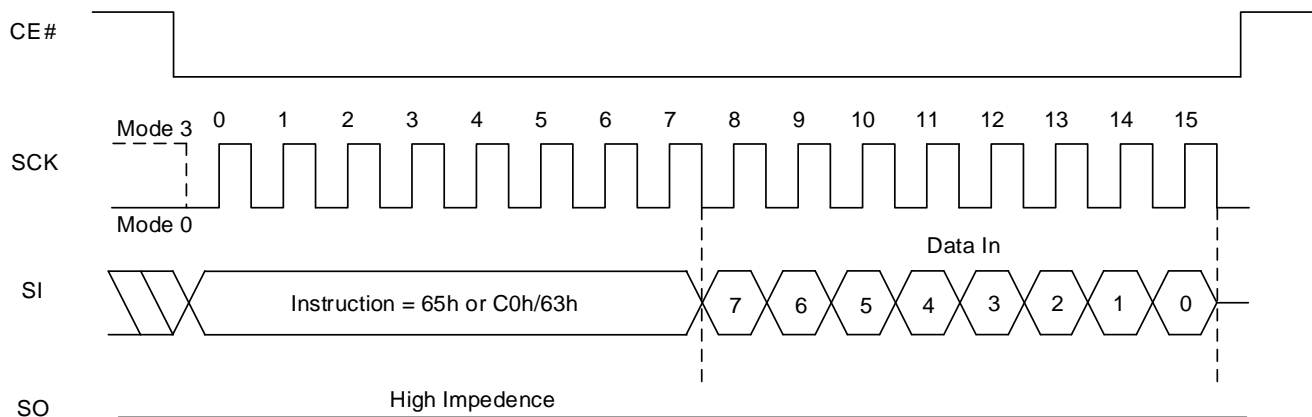 CE#
0 1 2 3 4 5 6 7 8 9 10 11 12 13 14 15
Mode 3
SCK
Mode 0
Data In
SI
Instruction = 65h or C0h/63h
7 6 5 4 3 2 1 0
High Impedence
SO